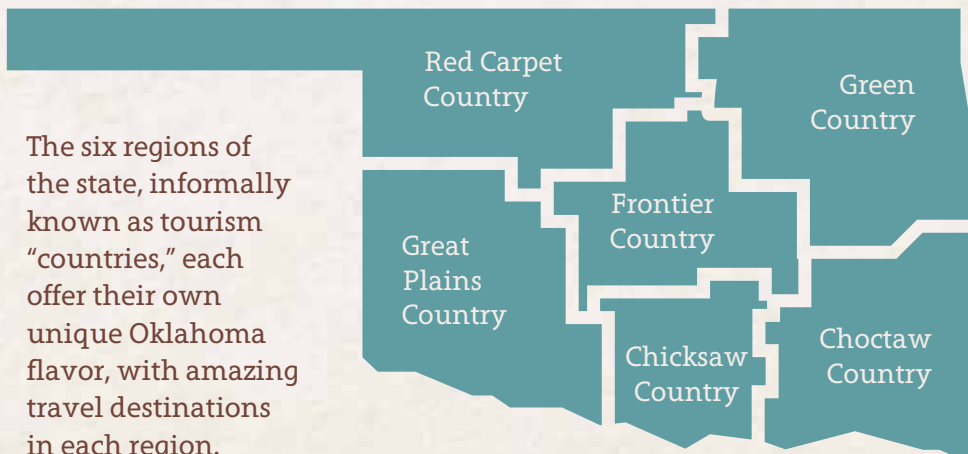 Red Carpet
Country
Green
Country
The six regions of
the state, informally
known as tourism
“countries,” each
offer their own
unique Oklahoma
flavor, with amazing
travel destinations
in each region.
Frontier
Country
Great
Plains
Country
Chicksaw
Country
Choctaw
Country